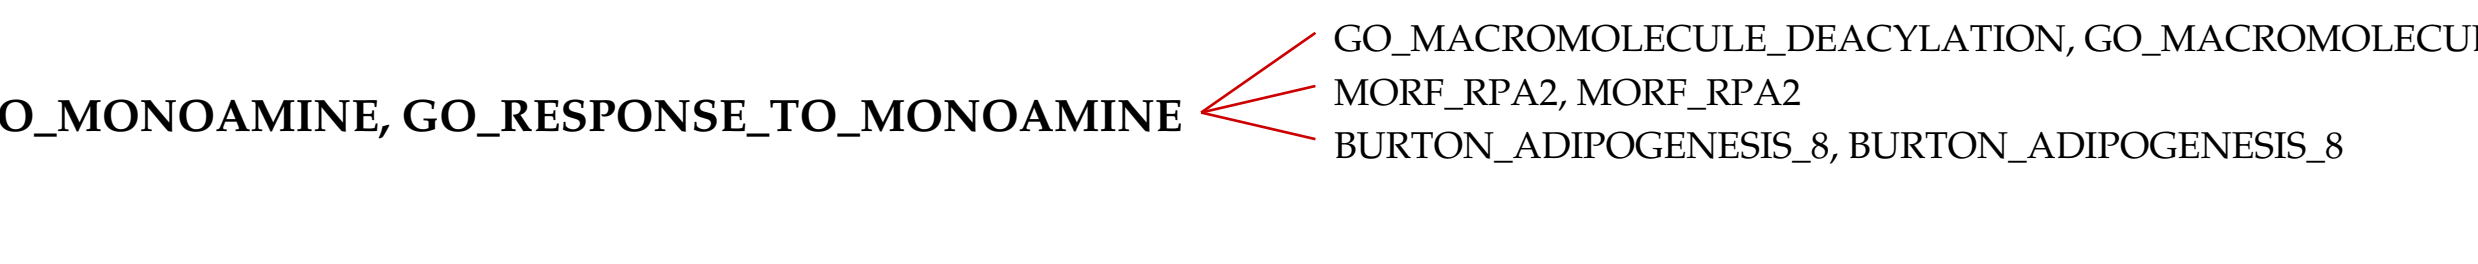 GO_MACROMOLECULE_DEACYLATION, GO_MACROMOLECU
O_MONOAMINE, GO_RESPONSE_TO_MONOAMINE
MORF_RPA2, MORF_RPA2
BURTON_ADIPOGENESIS_8, BURTON_ADIPOGENESIS_8